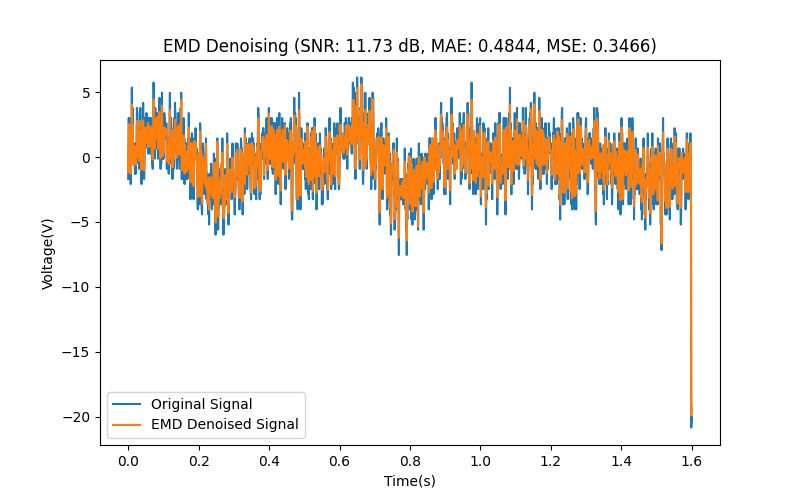 EMD Denoising (SNR: 11.73 dB, MAE: 0.4844, MSE: 0.3466)
5
0
−5
−10
−15
−20
Voltage(V)
Original Signal
EMD Denoised Signal
0.0 0.2 0.4 0.6 0.8 1.0 1.2 1.4 1.6
Time(s)